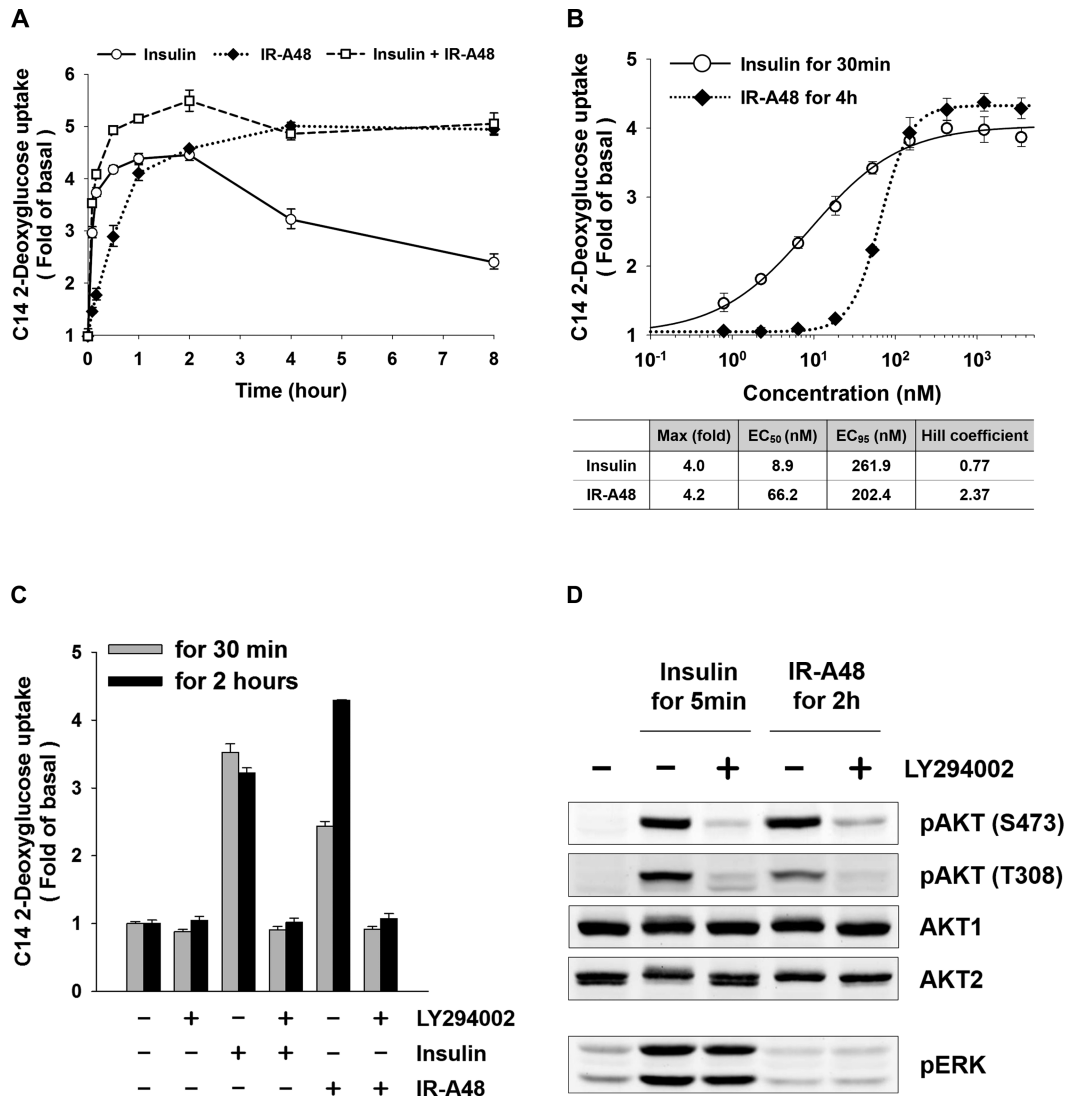 A
Insulin
IR-A48
Insulin + IR-A48
C14 2-Deoxyglucose uptake
( Fold of basal )
6
5
4
3
2
1
0 1 2 3 4 5 6 7 8
Time (hour)
B
Insulin for 30min
IR-A48 for 4h
C14 2-Deoxyglucose uptake
( Fold of basal )
5
4
3
2
1
10-1 100 101 102 103
Concentration (nM)
Max (fold) EC50 (nM) EC95 (nM) Hill coefficient
Insulin 4.0 8.9 261.9 0.77
IR-A48 4.2 66.2 202.4 2.37
C
for 30 min
for 2 hours
C14 2-Deoxyglucose uptake
( Fold of basal )
5
4
3
2
1
0
− + − + − + LY294002
− − + + − − Insulin
− − − − + + IR-A48
D
Insulin
for 5min
IR-A48
for 2h
− − + − + LY294002
pAKT (S473)
pAKT (T308)
AKT1
AKT2
pERK